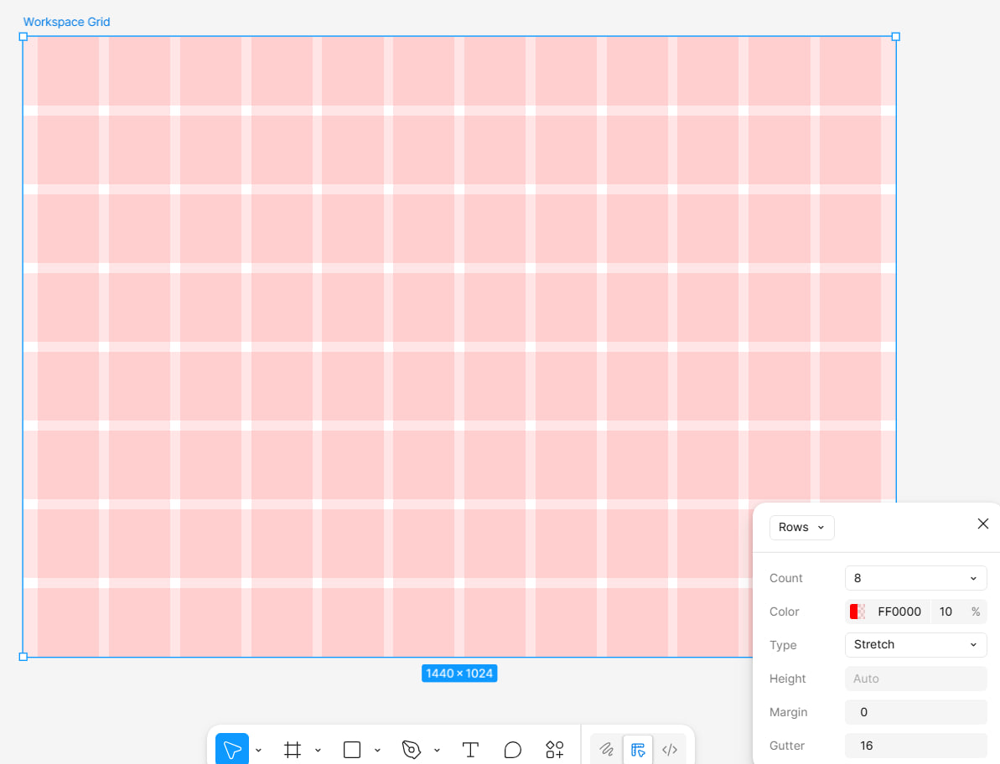 Workspace Grid
1440 × 1024
Rows
Count 8
Color FF0000 10 %
Type Stretch
Height Auto
Margin 0
Gutter 16